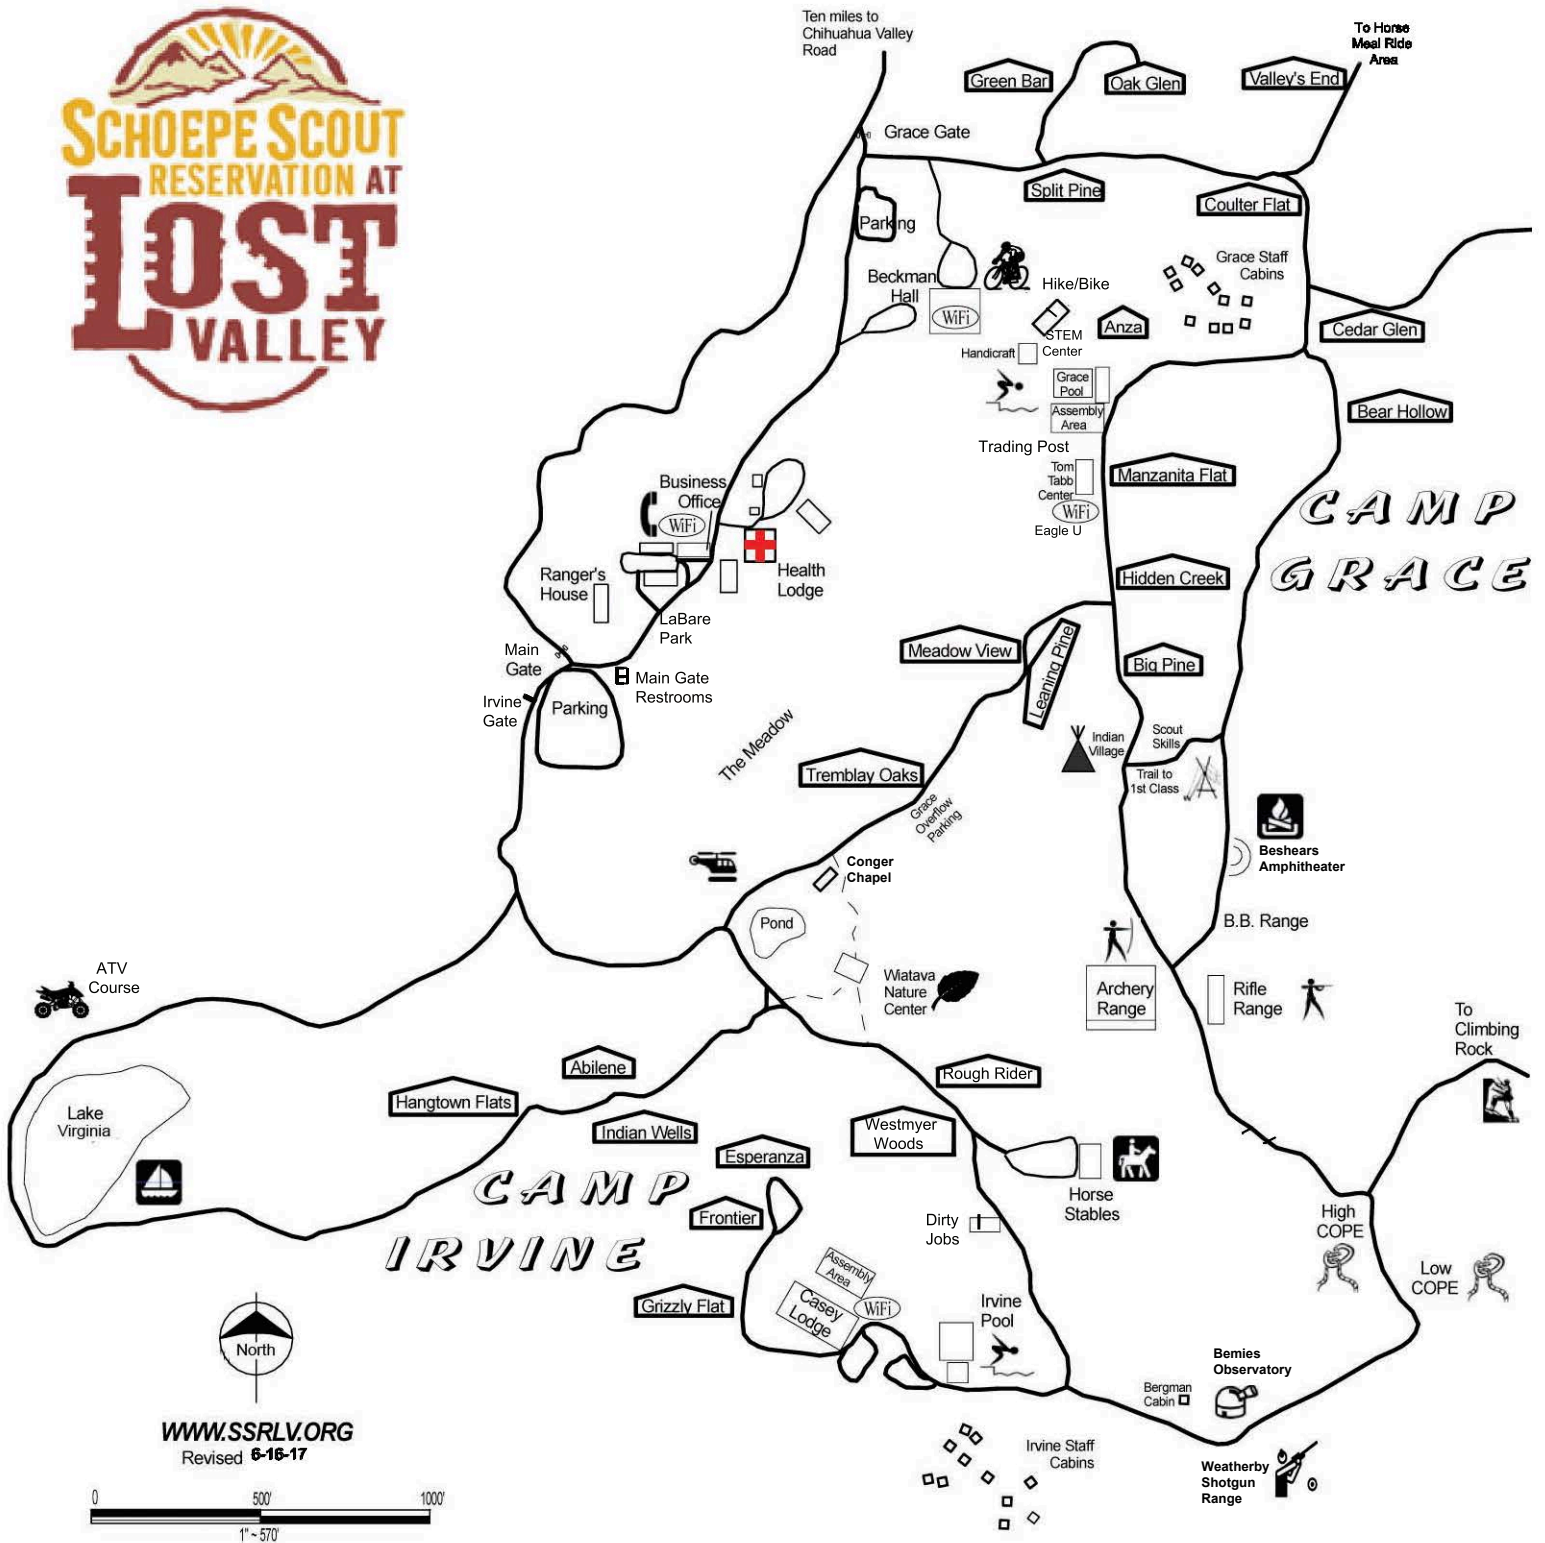 SCHOEPE SCOUT
RESERVATION AT
LOST
VALLEY
Ten miles to
Chihuahua Valley
Road
To Horse
Meal Ride
Area
Green Bar
Oak Glen
Valley's End
Grace Gate
Split Pine
Coulter Flat
Parking
Beckman
Hall
WiFi
Hike/Bike
STEM
Center
Handicraft
Anza
Grace Staff
Cabins
Cedar Glen
Grace
Pool
Assembly
Area
Bear Hollow
Trading Post
Tom
Tabb
Center
WiFi
Eagle U
Manzanita Flat
CAMP
GRACE
Business
Office
WiFi
Health
Lodge
Ranger's
House
LaBare
Park
Hidden Creek
Main
Gate
Main Gate
Restrooms
Irvine
Gate
Parking
Meadow View
Leaning Pine
Big Pine
The Meadow
Indian
Village
Scout
Skills
Trail to
1st Class
Tremblay Oaks
Grace
Overflow
Parking
Beshears
Amphitheater
Conger
Chapel
Pond
B.B. Range
Wiatava
Nature
Center
Archery
Range
Rifle
Range
To
Climbing
Rock
ATV
Course
Lake
Virginia
Abilene
Hangtown Flats
Indian Wells
Esperanza
Rough Rider
Westmyer
Woods
CAMP
IRVINE
Frontier
Horse
Stables
Dirty
Jobs
High
COPE
Low
COPE
Assembly
Area
Casey
Lodge
WiFi
Grizzly Flat
Irvine
Pool
North
Bemies
Observatory
Bergman
Cabin
WWW.SSRLV.ORG
Revised 6-16-17
Irvine Staff
Cabins
Weatherby
Shotgun
Range
0 500' 1000'
1" ~ 570'